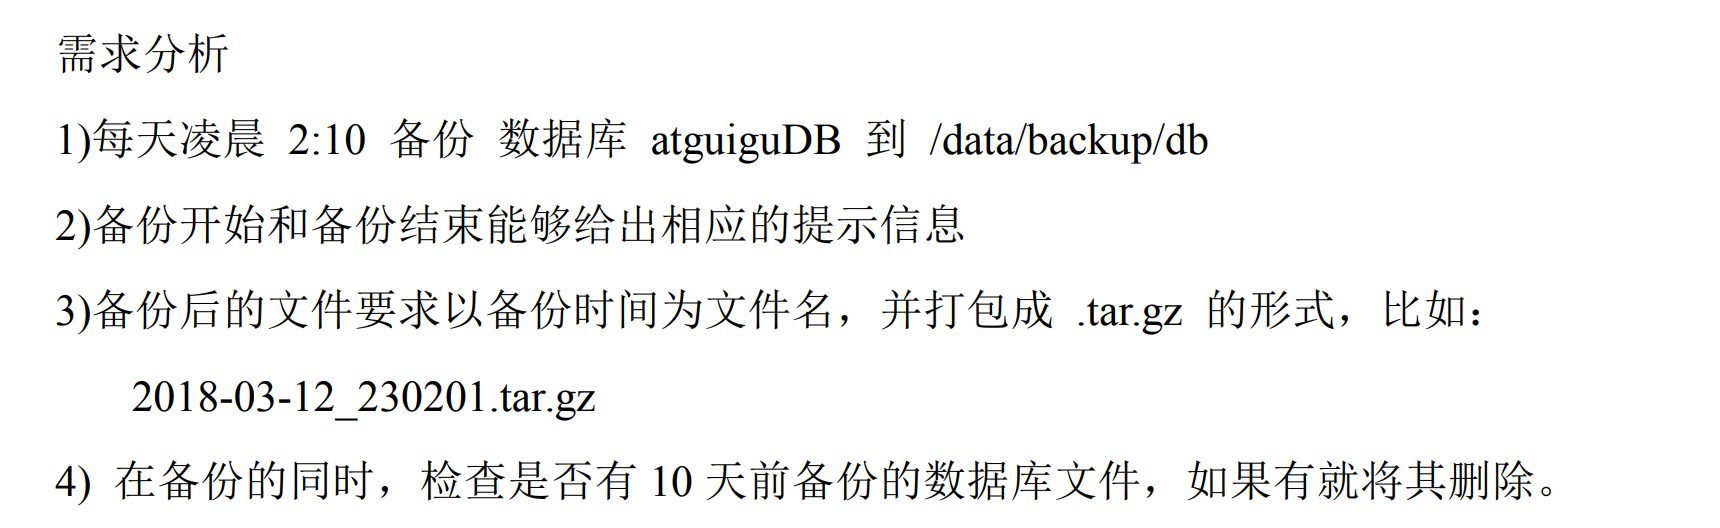 需求分析
1)每天凌晨 2:10 备份 数据库 atguiguDB 到 /data/backup/db
2)备份开始和备份结束能够给出相应的提示信息
3)备份后的文件要求以备份时间为文件名，并打包成 .tar.gz 的形式，比如：
2018-03-12_230201.tar.gz
4) 在备份的同时，检查是否有 10 天前备份的数据库文件，如果有就将其删除。